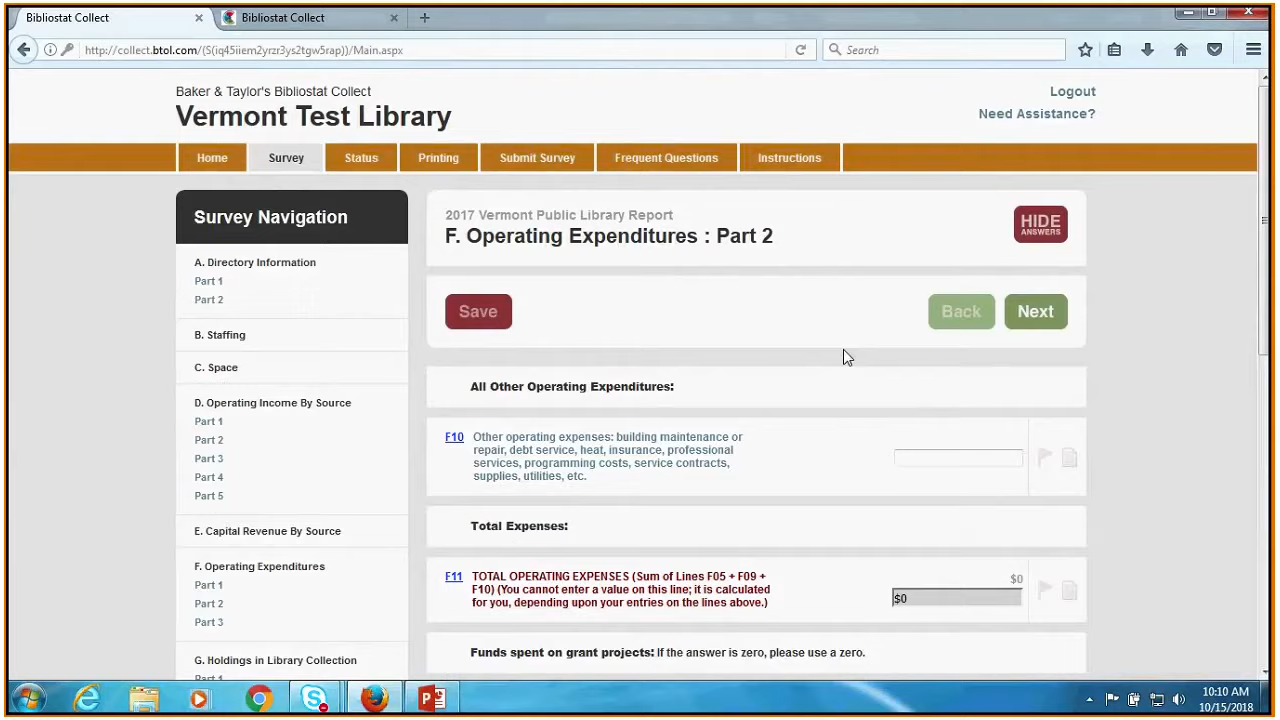 Bibliostat Collect
Bibliostat Collect
http://collect.btol.com/(S(iq45iiem2yrzr3ys2tgw5rap))/Main.aspx
Search
Baker & Taylor's Bibliostat Collect
Logout
Vermont Test Library
Need Assistance?
Home
Survey
Status
Printing
Submit Survey
Frequent Questions
Instructions
Survey Navigation
A. Directory Information
Part 1
Part 2
B. Staffing
C. Space
D. Operating Income By Source
Part 1
Part 2
Part 3
Part 4
Part 5
E. Capital Revenue By Source
F. Operating Expenditures
Part 1
Part 2
Part 3
G. Holdings in Library Collection
2017 Vermont Public Library Report
F. Operating Expenditures : Part 2
HIDE
ANSWERS
Save
Back
Next
All Other Operating Expenditures:
F10 Other operating expenses: building maintenance or
repair, debt service, heat, insurance, professional
services, programming costs, service contracts,
supplies, utilities, etc.
Total Expenses:
F11 TOTAL OPERATING EXPENSES (Sum of Lines F05 + F09 +
F10) (You cannot enter a value on this line; it is calculated
for you, depending upon your entries on the lines above.)
$0
$0
Funds spent on grant projects: If the answer is zero, please use a zero.
10:10 AM
10/15/2018